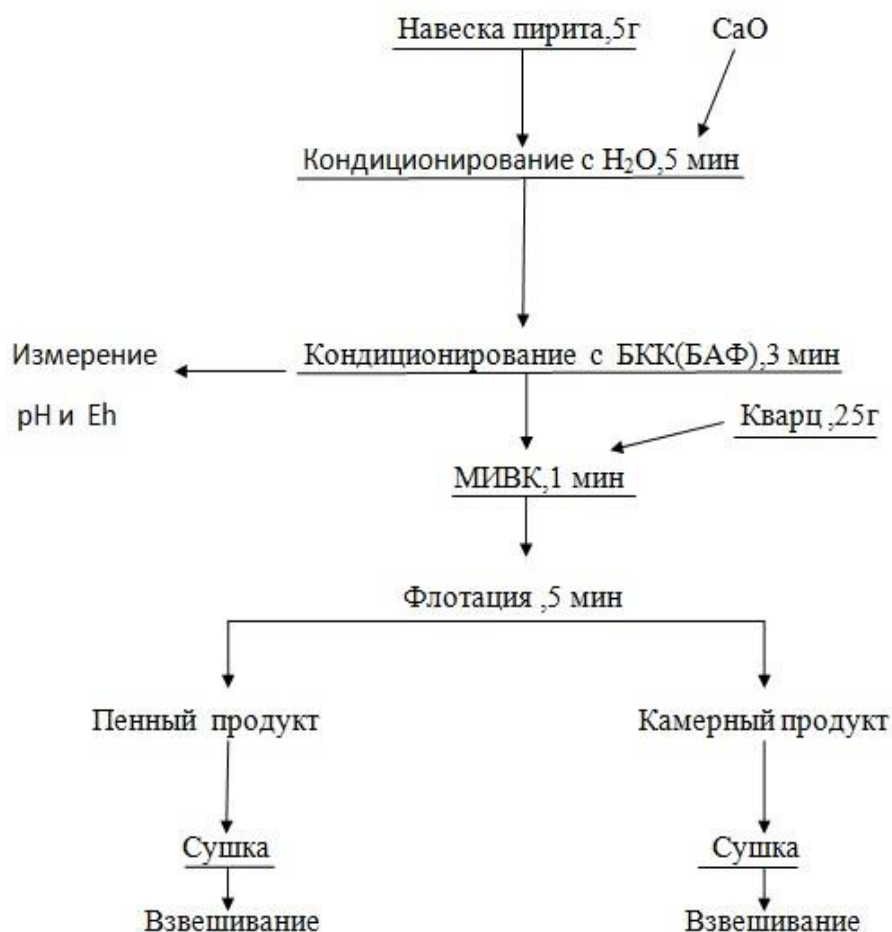 Навеска пирита,5г
CaO
Кондиционирование с H₂O,5 мин
Измерение
pH и Eh
Кондиционирование с БКК(БАФ),3 мин
Кварц ,25г
МИВК,1 мин
Флотация ,5 мин
Пенный продукт
Камерный продукт
Сушка
Сушка
Взвешивание
Взвешивание